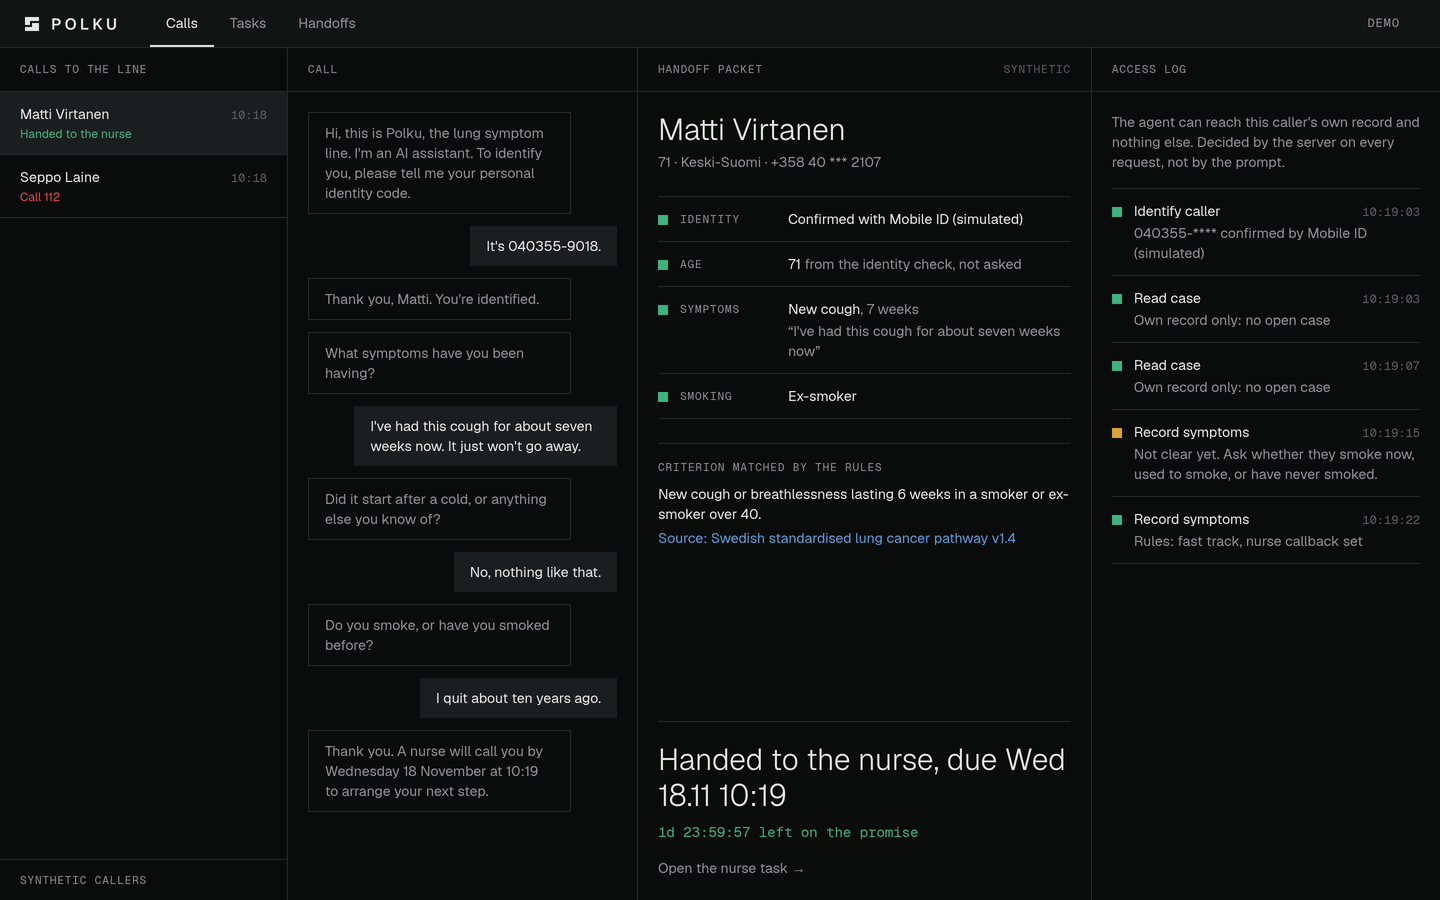 POLKU
Calls
Tasks
Handoffs
DEMO
CALLS TO THE LINE
Matti Virtanen
10:18
Handed to the nurse
Seppo Laine
10:18
Call 112
SYNTHETIC CALLERS
CALL
Hi, this is Polku, the lung symptom
line. I'm an AI assistant. To identify
you, please tell me your personal
identity code.
It's 040355-9018.
Thank you, Matti. You're identified.
What symptoms have you been
having?
I've had this cough for about seven
weeks now. It just won't go away.
Did it start after a cold, or anything
else you know of?
No, nothing like that.
Do you smoke, or have you smoked
before?
I quit about ten years ago.
Thank you. A nurse will call you by
Wednesday 18 November at 10:19
to arrange your next step.
HANDOFF PACKET
SYNTHETIC
Matti Virtanen
71 · Keski-Suomi · +358 40 *** 2107
IDENTITY
Confirmed with Mobile ID (simulated)
AGE
71 from the identity check, not asked
SYMPTOMS
New cough, 7 weeks
“I've had this cough for about seven weeks
now”
SMOKING
Ex-smoker
CRITERION MATCHED BY THE RULES
New cough or breathlessness lasting 6 weeks in a smoker or ex-
smoker over 40.
Source: Swedish standardised lung cancer pathway v1.4
Handed to the nurse, due Wed
18.11 10:19
1d 23:59:57 left on the promise
Open the nurse task →
ACCESS LOG
The agent can reach this caller's own record and
nothing else. Decided by the server on every
request, not by the prompt.
Identify caller
10:19:03
040355-**** confirmed by Mobile ID
(simulated)
Read case
10:19:03
Own record only: no open case
Read case
10:19:07
Own record only: no open case
Record symptoms
10:19:15
Not clear yet. Ask whether they smoke now,
used to smoke, or have never smoked.
Record symptoms
10:19:22
Rules: fast track, nurse callback set